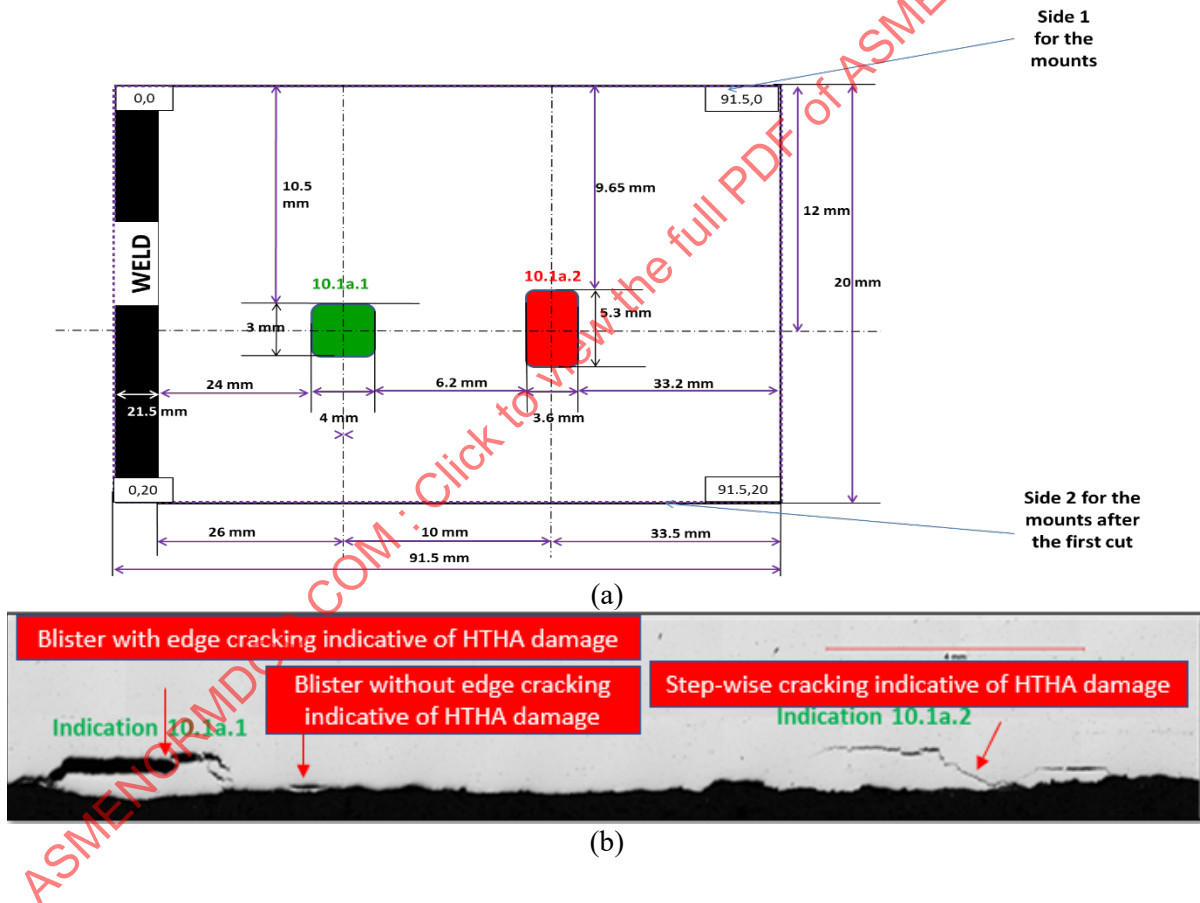 Side 1
for the
mounts
0,0
91.5,0
10.5
mm
9.65 mm
12 mm
WELD
10.1a.1
10.1a.2
20 mm
3 mm
5.3 mm
24 mm
6.2 mm
33.2 mm
21.5 mm
4 mm
3.6 mm
0,20
91.5,20
Side 2 for the
mounts after
the first cut
26 mm
10 mm
33.5 mm
91.5 mm
(a)
Blister with edge cracking indicative of HTHA damage
4 mm
Blister without edge cracking
indicative of HTHA damage
Step-wise cracking indicative of HTHA damage
Indication 10.1a.1
Indication 10.1a.2
(b)
ASMENORMDOC.COM : Click to view the full PDF of ASME